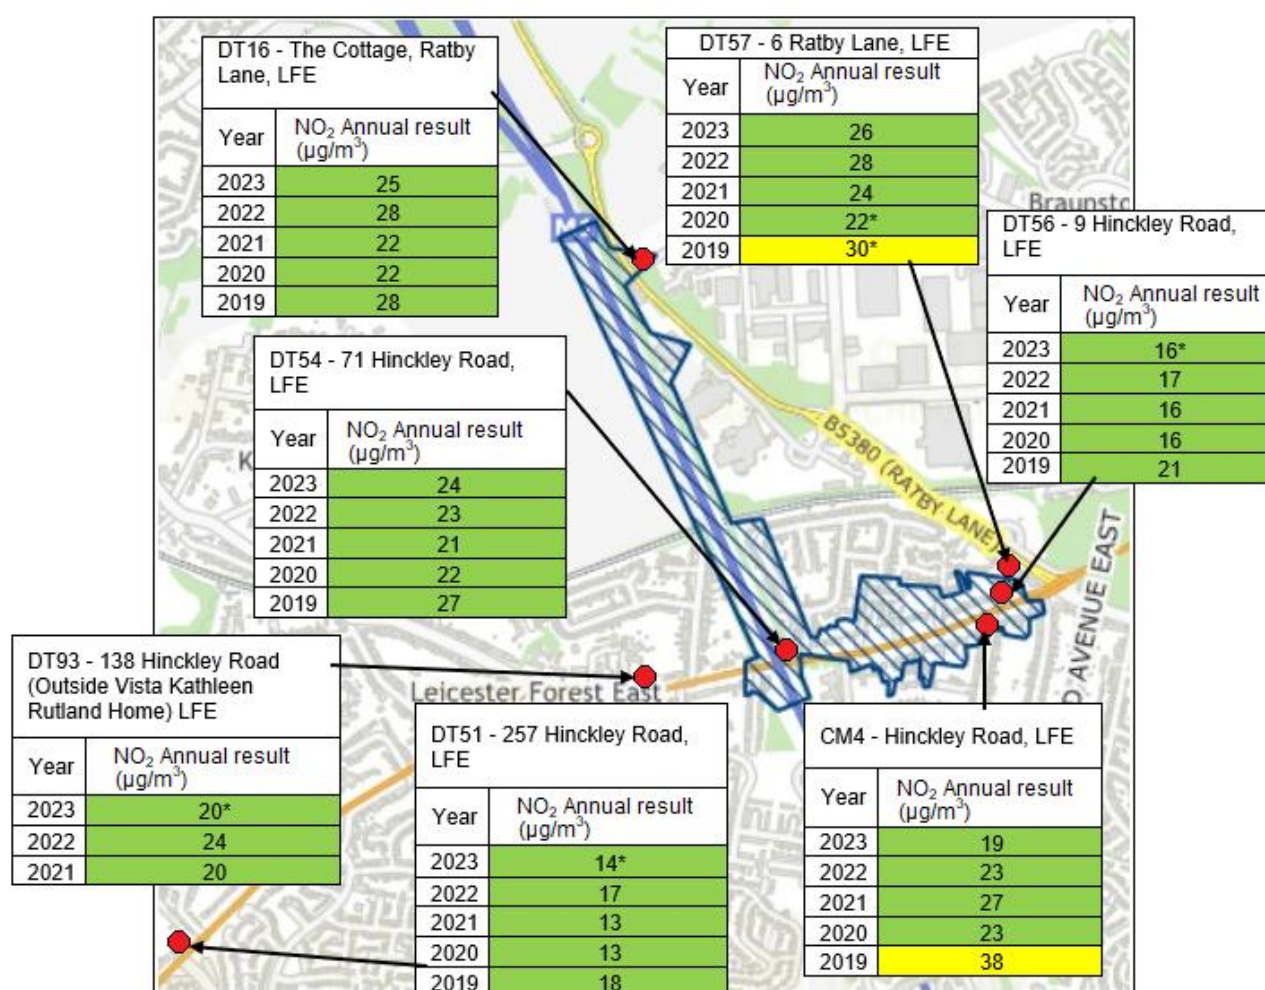 DT16 - The Cottage, Ratby
Lane, LFE
Year NO₂ Annual result
(µg/m³)
2023 25
2022 28
2021 22
2020 22
2019 28
DT57 - 6 Ratby Lane, LFE
Year NO₂ Annual result
(µg/m³)
2023 26
2022 28
2021 24
2020 22*
2019 30*
DT56 - 9 Hinckley Road,
LFE
Year NO₂ Annual result
(µg/m³)
2023 16*
2022 17
2021 16
2020 16
2019 21
DT54 - 71 Hinckley Road,
LFE
Year NO₂ Annual result
(µg/m³)
2023 24
2022 23
2021 21
2020 22
2019 27
DT93 - 138 Hinckley Road
(Outside Vista Kathleen
Rutland Home) LFE
Year NO₂ Annual result
(µg/m³)
2023 20*
2022 24
2021 20
DT51 - 257 Hinckley Road,
LFE
Year NO₂ Annual result
(µg/m³)
2023 14*
2022 17
2021 13
2020 13
2019 18
CM4 - Hinckley Road, LFE
Year NO₂ Annual result
(µg/m³)
2023 19
2022 23
2021 27
2020 23
2019 38
B5380 (RATBY LANE)
Leicester Forest East
AVENUE EAST